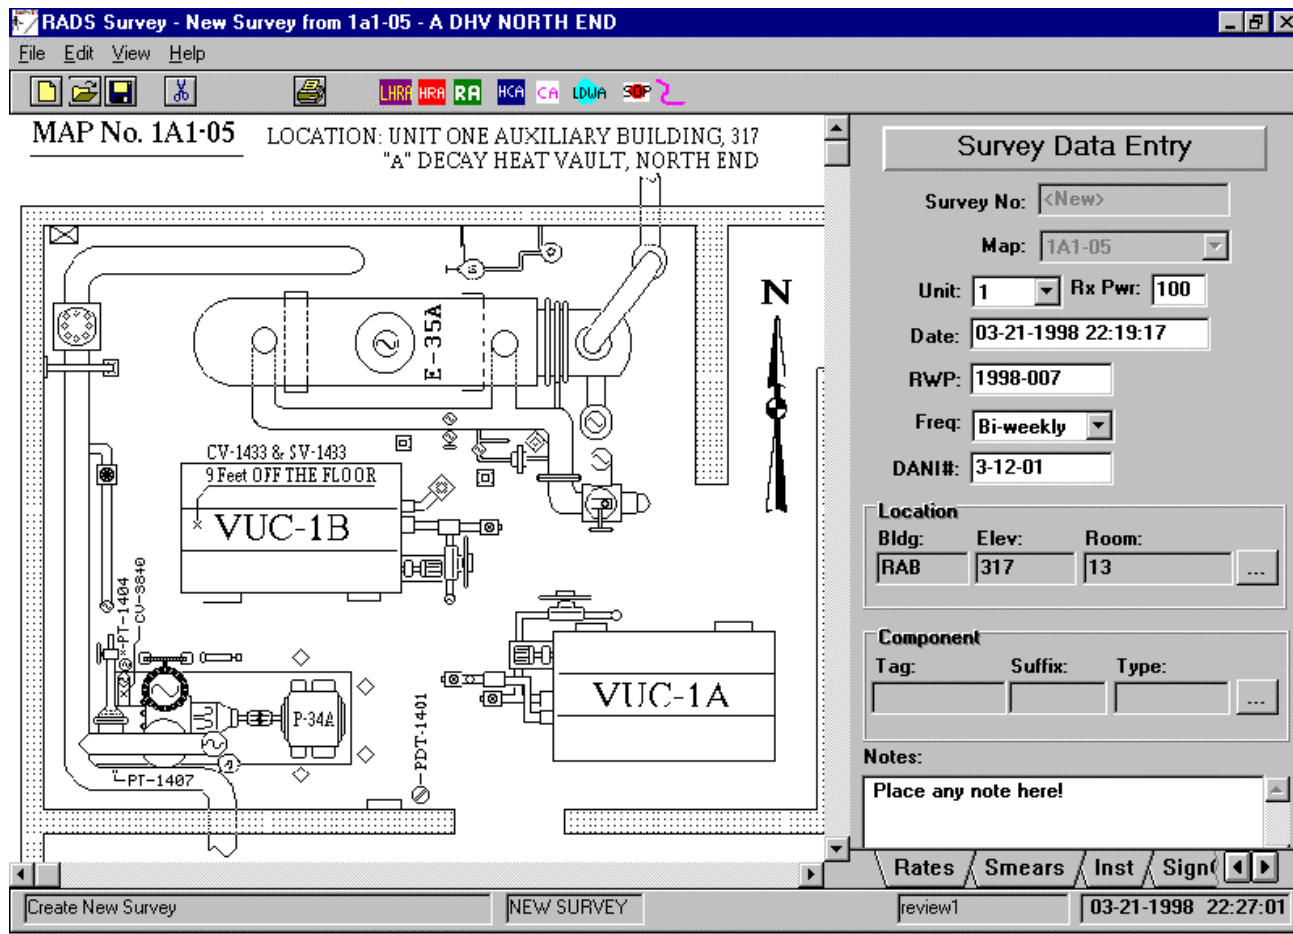 RADS Survey - New Survey from 1a1-05 - A DHV NORTH END
File Edit View Help
LHRA HRA RA HCA CA LDWA SOP
MAP No. 1A1-05
LOCATION: UNIT ONE AUXILIARY BUILDING, 317
"A" DECAY HEAT VAULT, NORTH END
N
E-35A
CV-1433 & SV-1433
9 Feet OFF THE FLOOR
VUC-1B
PT-1404
CV-3840
VUC-1A
P-34A
PDT-1401
PT-1407
Survey Data Entry
Survey No: <New>
Map: 1A1-05
Unit: 1 Rx Pwr: 100
Date: 03-21-1998 22:19:17
RWP: 1998-007
Freq: Bi-weekly
DANI#: 3-12-01
Location
Bldg: Elev: Room:
RAB 317 13 ...
Component
Tag: Suffix: Type:
...
Notes:
Place any note here!
Rates Smears Inst Sign
Create New Survey NEW SURVEY review1 03-21-1998 22:27:01